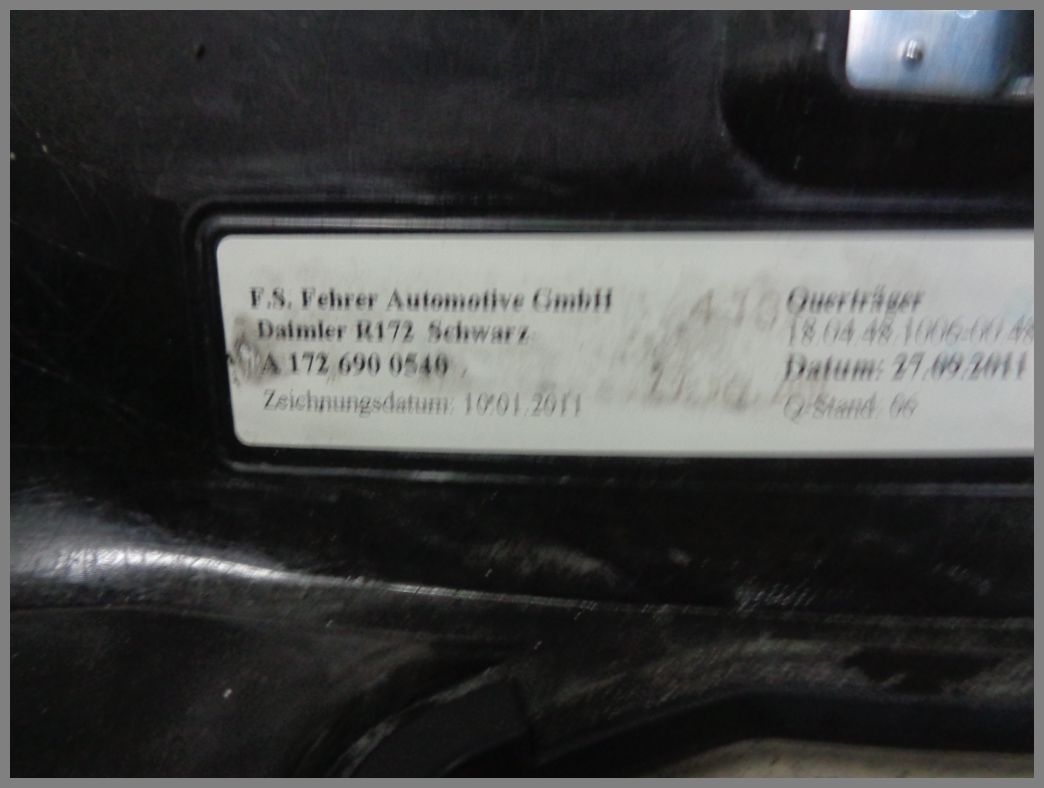 F.S. Fehrer Automotive GmbH
Daimler R172 Schwarz
A 172 690 0540
Zeichnungsdatum: 10.01.2011
Querträger
18.04.48.1006-00.48
Datum: 27.09.2011
Q-Stand: 06